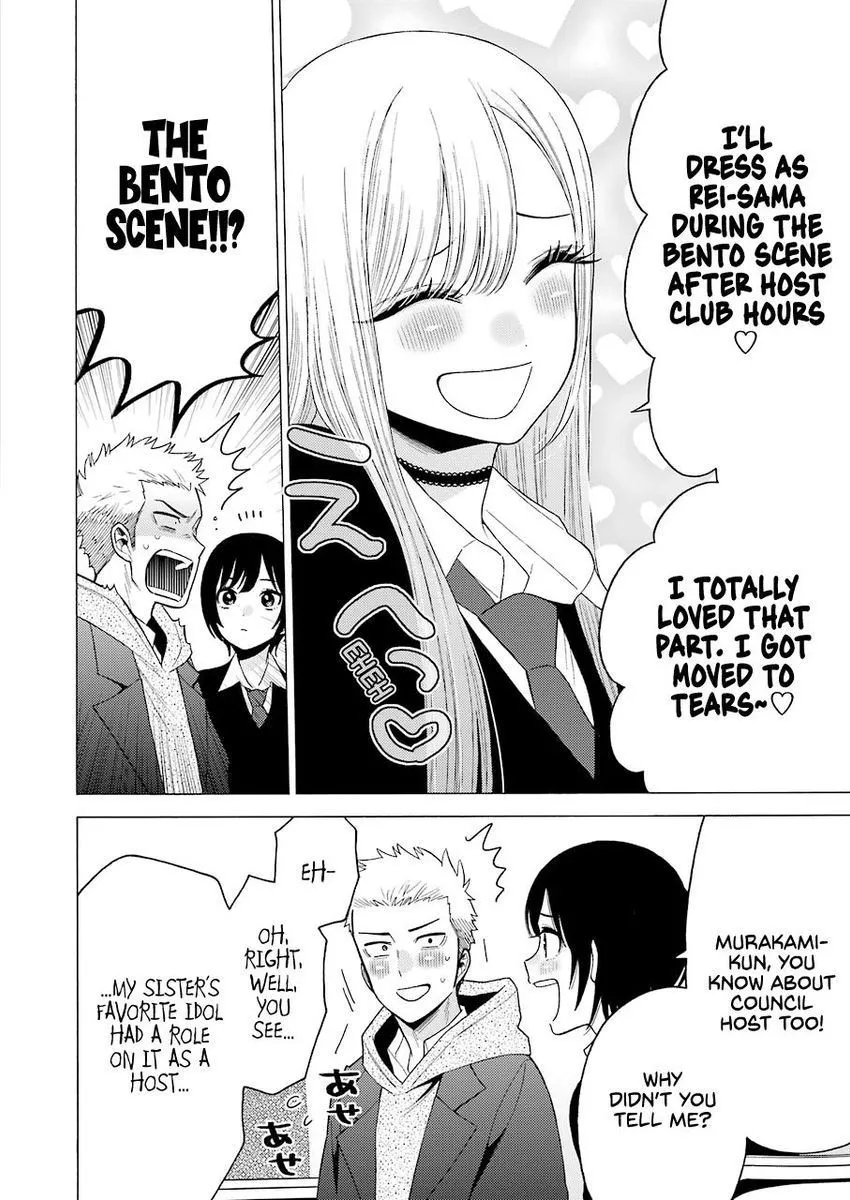 I'LL
DRESS AS
REI-SAMA
DURING THE
BENTO SCENE
AFTER HOST
CLUB HOURS
♡
I TOTALLY
LOVED THAT
PART. I GOT
MOVED TO
TEARS~♡
エヘへ♡
EHEH
THE
BENTO
SCENE!!?
MURAKAMI-
KUN, YOU
KNOW ABOUT
COUNCIL
HOST TOO!
WHY
DIDN'T YOU
TELL ME?
EH-
OH,
RIGHT,
WELL,
YOU
SEE...
...MY SISTER'S
FAVORITE IDOL
HAD A ROLE
ON IT AS A
HOST...
あせ
あせ